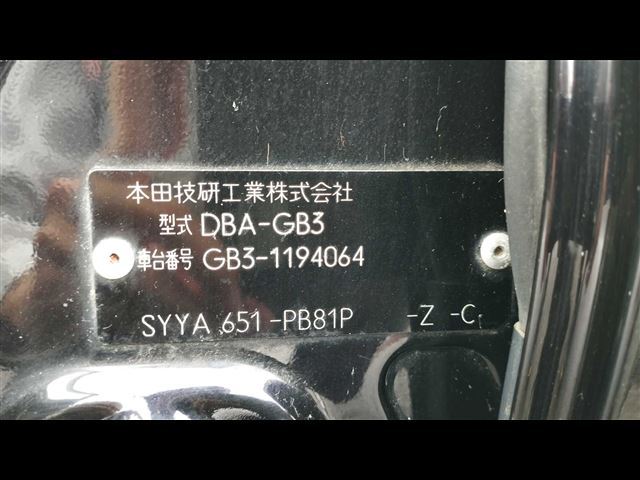 本田技研工業株式会社
型式 DBA-GB3
車台番号 GB3-1194064
SYYA 651-PB81P -Z -C